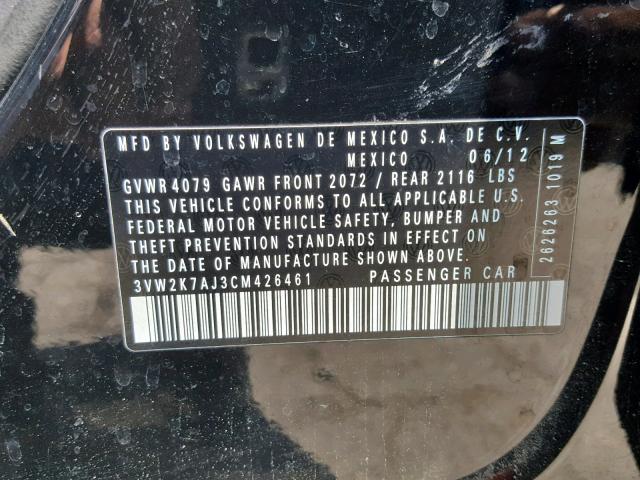 MFD BY VOLKSWAGEN DE MEXICO S.A. DE C.V.
MEXICO 06/12
GVWR 4079 GAWR FRONT 2072 / REAR 2116 LBS
THIS VEHICLE CONFORMS TO ALL APPLICABLE U.S.
FEDERAL MOTOR VEHICLE SAFETY, BUMPER AND
THEFT PREVENTION STANDARDS IN EFFECT ON
THE DATE OF MANUFACTURE SHOWN ABOVE.
3VW2K7AJ3CM426461 PASSENGER CAR
2626263 1019 M